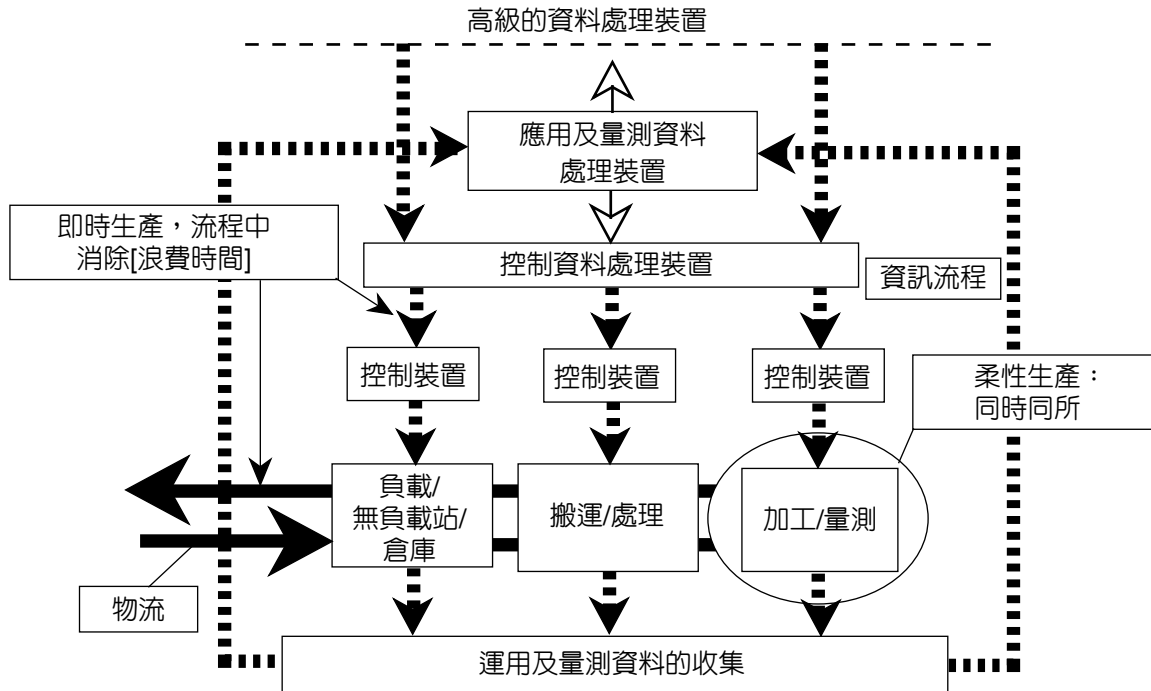 高級的資料處理裝置
應用及量測資料
處理裝置
即時生產，流程中
消除[浪費時間]
控制資料處理裝置
資訊流程
控制裝置
控制裝置
控制裝置
柔性生產：
同時同所
負載/
無負載站/
倉庫
搬運/處理
加工/量測
物流
運用及量測資料的收集